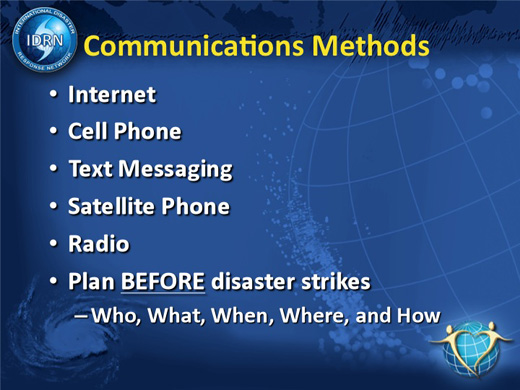 INTERNATIONAL DISASTER
IDRN
RESPONSE NETWORK
Communications Methods
• Internet
• Cell Phone
• Text Messaging
• Satellite Phone
• Radio
• Plan BEFORE disaster strikes
–Who, What, When, Where, and How